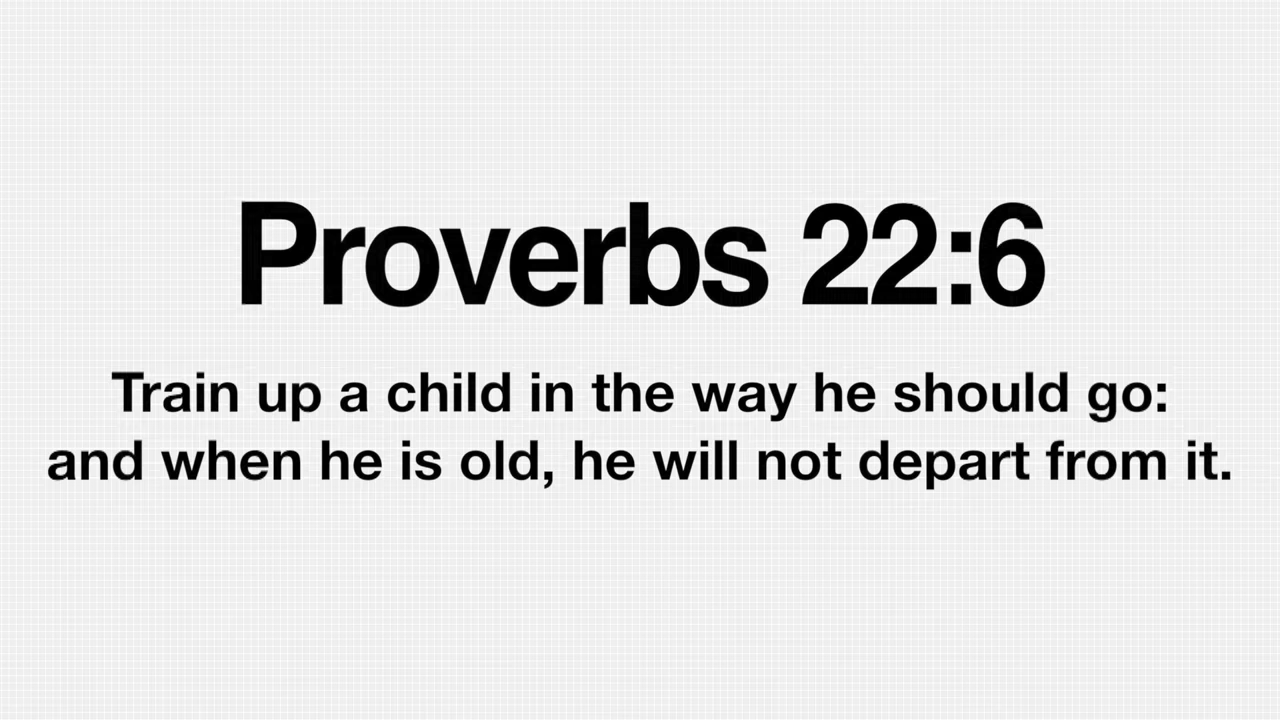 Proverbs 22:6
Train up a child in the way he should go:
and when he is old, he will not depart from it.